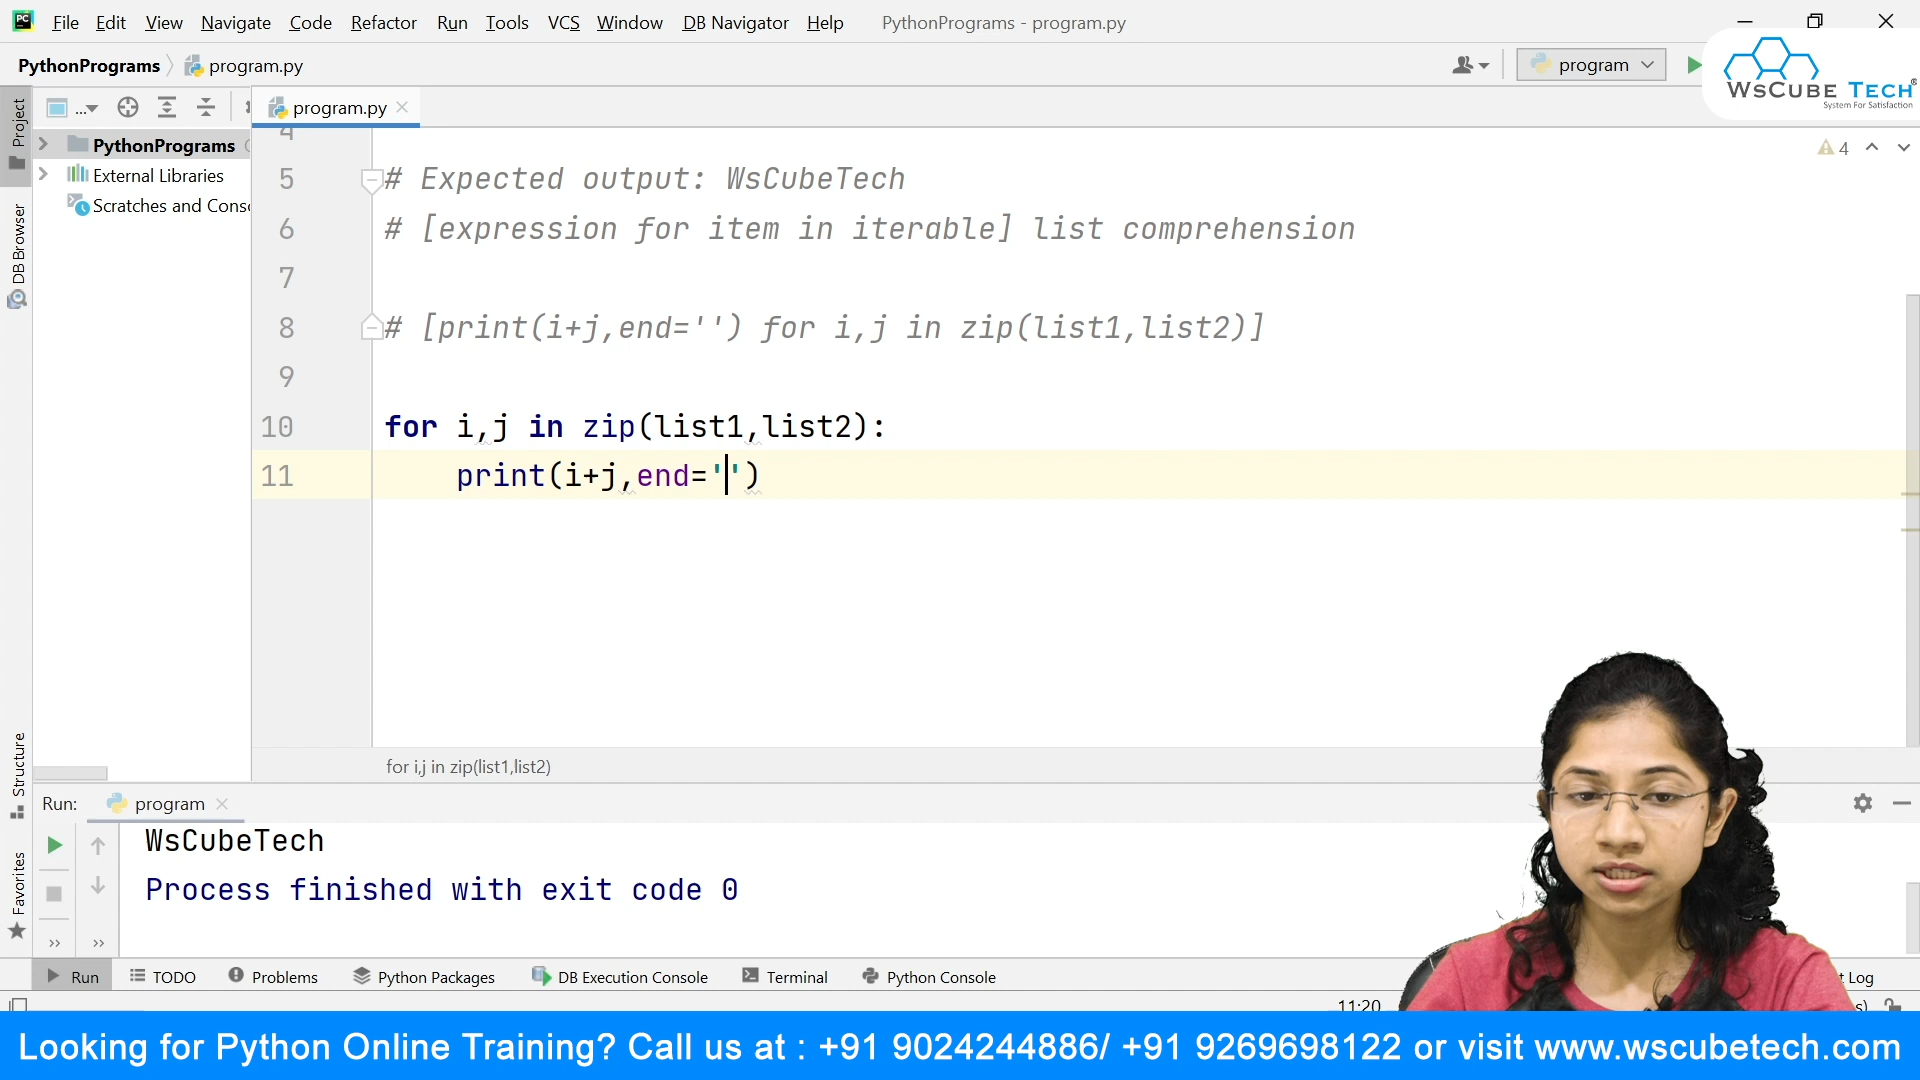 File Edit View Navigate Code Refactor Run Tools VCS Window DB Navigator Help PythonPrograms - program.py
PythonPrograms program.py
program
WsCube Tech®
System For Satisfaction
Project
...
program.py
4
PythonPrograms
External Libraries
Scratches and Cons
DB Browser
4
5 # Expected output: WsCubeTech
6 # [expression for item in iterable] list comprehension
7
8 # [print(i+j,end='') for i,j in zip(list1,list2)]
9
10 for i,j in zip(list1,list2):
11 print(i+j,end='')
for i,j in zip(list1,list2)
Structure
Favorites
Run: program
WsCubeTech
Process finished with exit code 0
Run TODO Problems Python Packages DB Execution Console Terminal Python Console t Log
11:20
Looking for Python Online Training? Call us at : +91 9024244886/ +91 9269698122 or visit www.wscubetech.com